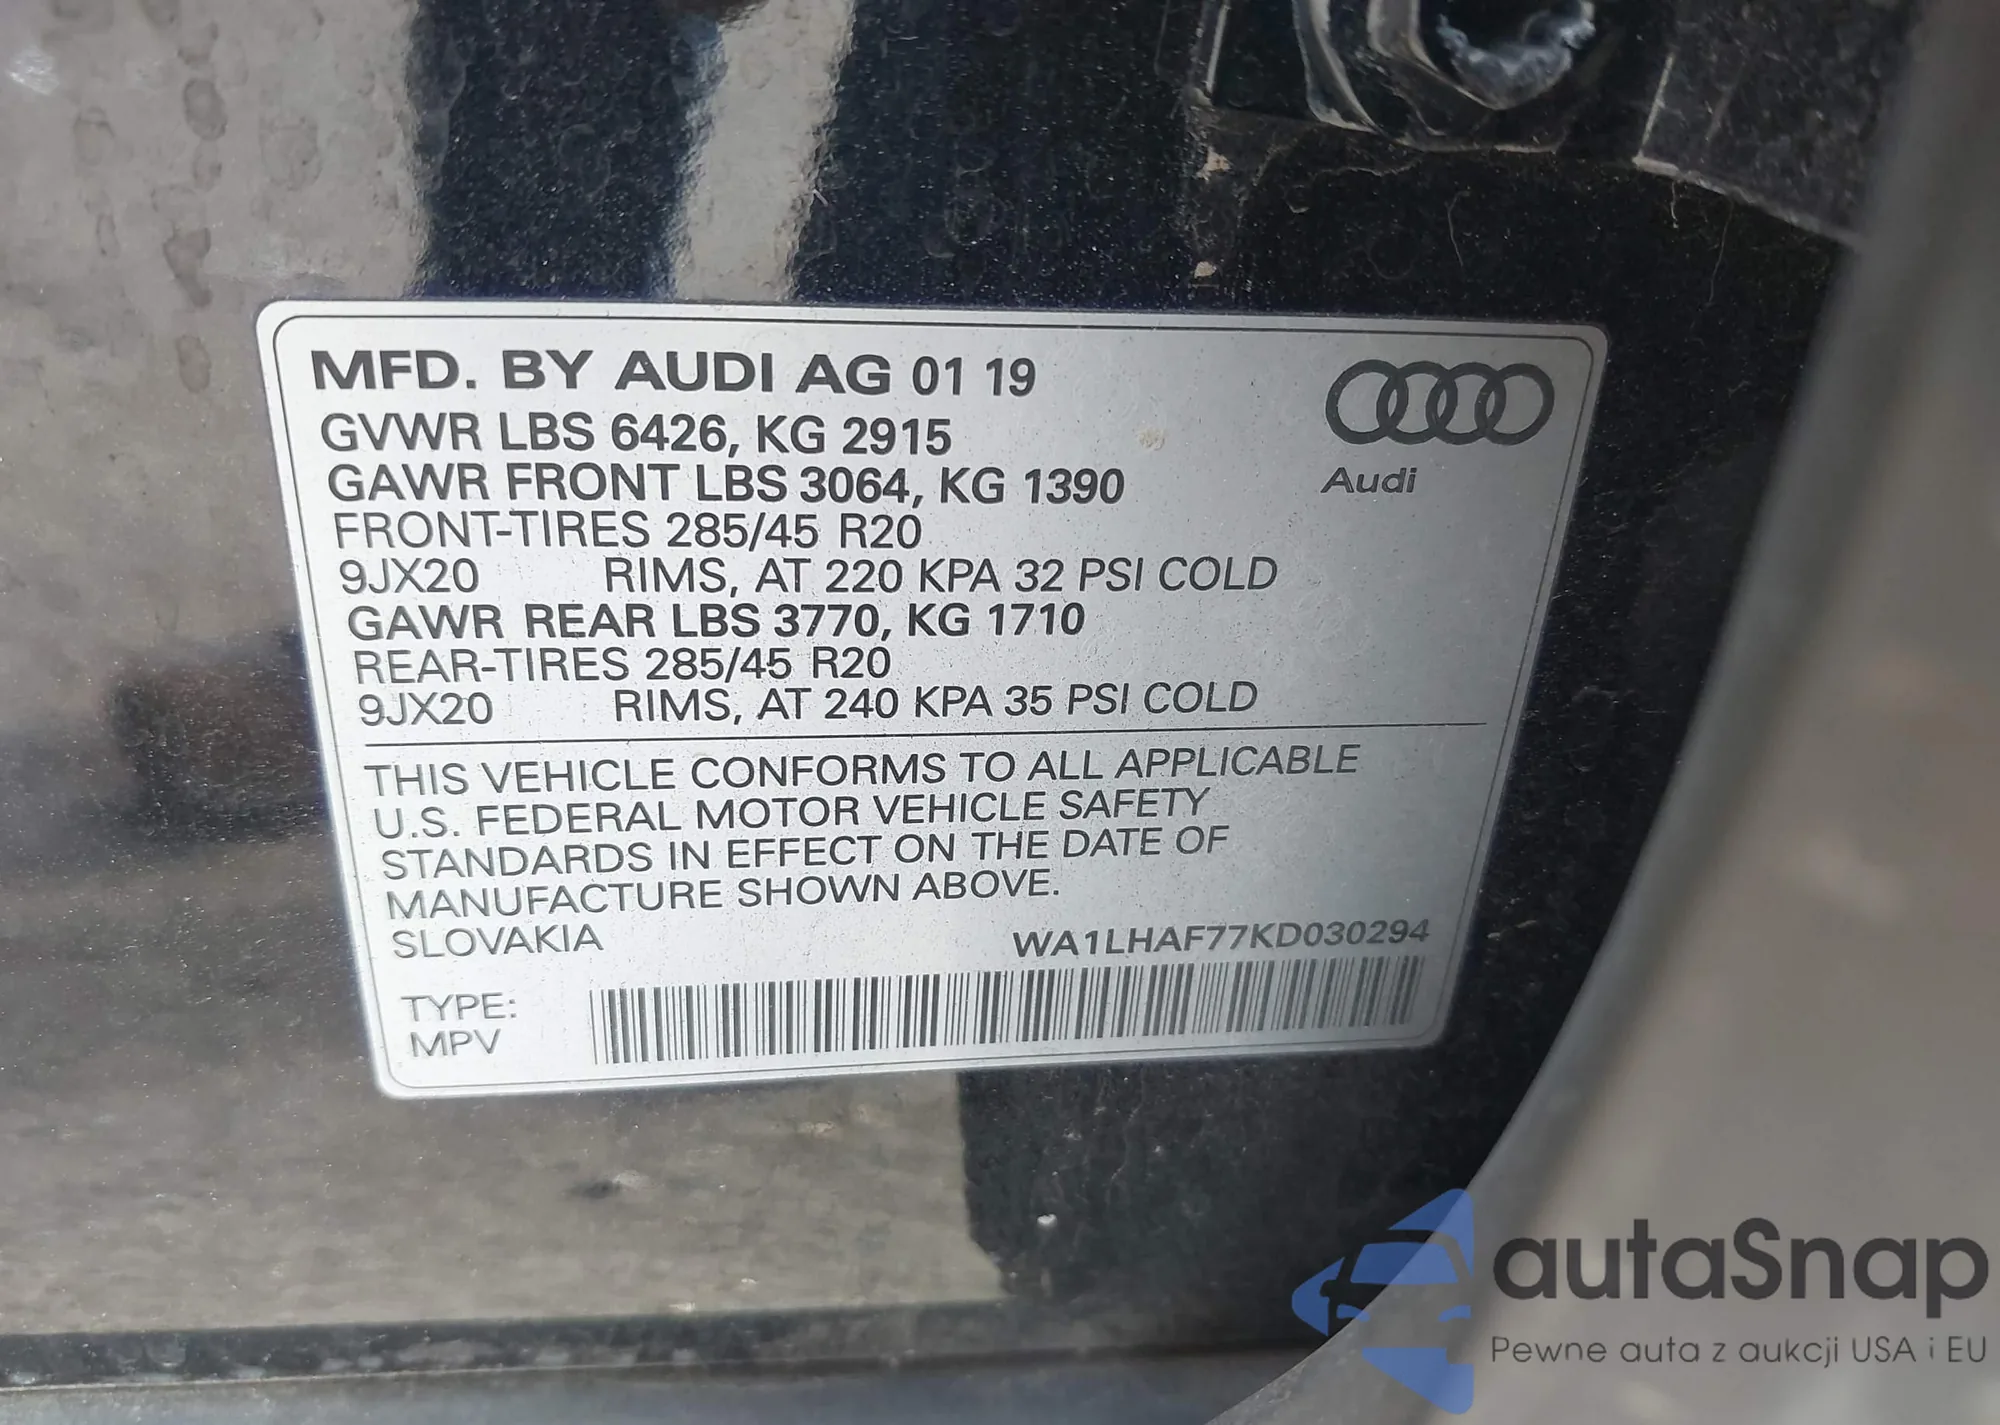 MFD. BY AUDI AG 01 19
GVWR LBS 6426, KG 2915
GAWR FRONT LBS 3064, KG 1390
FRONT-TIRES 285/45 R20
9JX20 RIMS, AT 220 KPA 32 PSI COLD
GAWR REAR LBS 3770, KG 1710
REAR-TIRES 285/45 R20
9JX20 RIMS, AT 240 KPA 35 PSI COLD
Audi
THIS VEHICLE CONFORMS TO ALL APPLICABLE
U.S. FEDERAL MOTOR VEHICLE SAFETY
STANDARDS IN EFFECT ON THE DATE OF
MANUFACTURE SHOWN ABOVE.
SLOVAKIA WA1LHAF77KD030294
TYPE:
MPV
autaSnap
Pewne auta z aukcji USA i EU